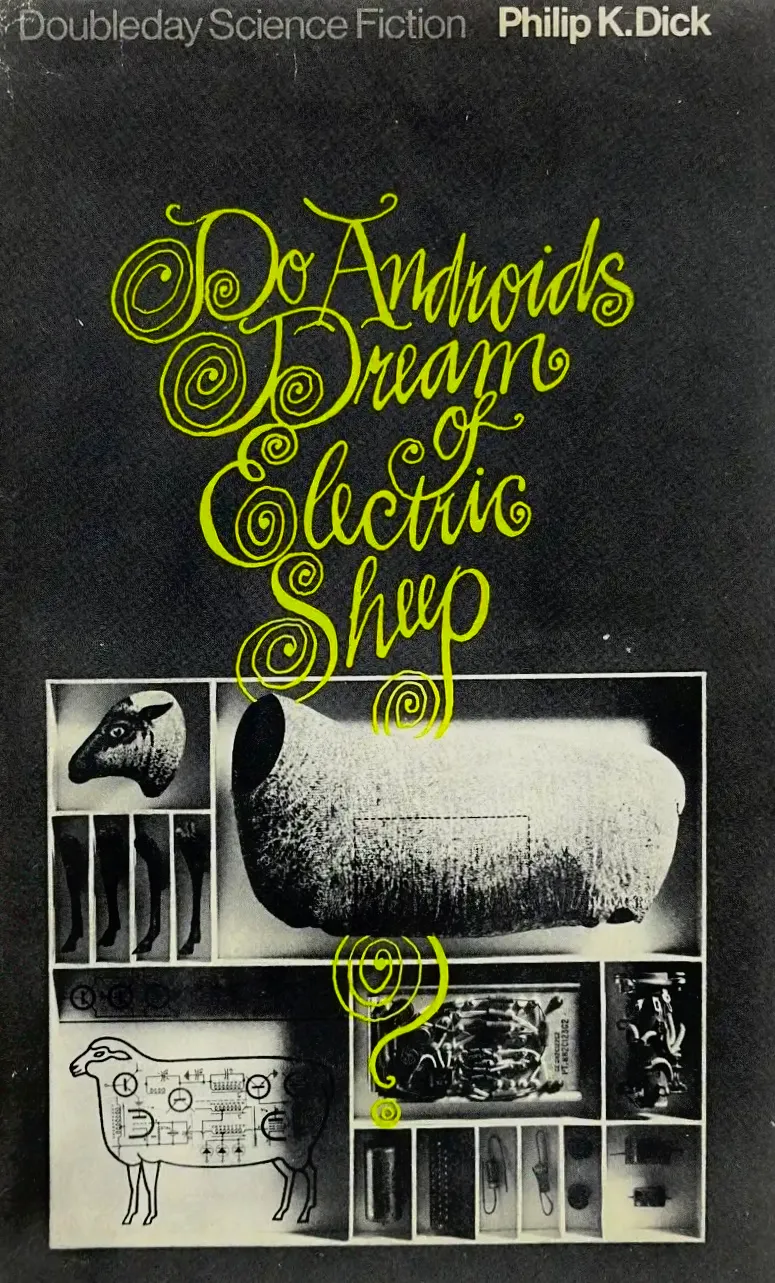 Doubleday Science Fiction Philip K. Dick
Do Androids
Dream
of
Electric
Sheep
?